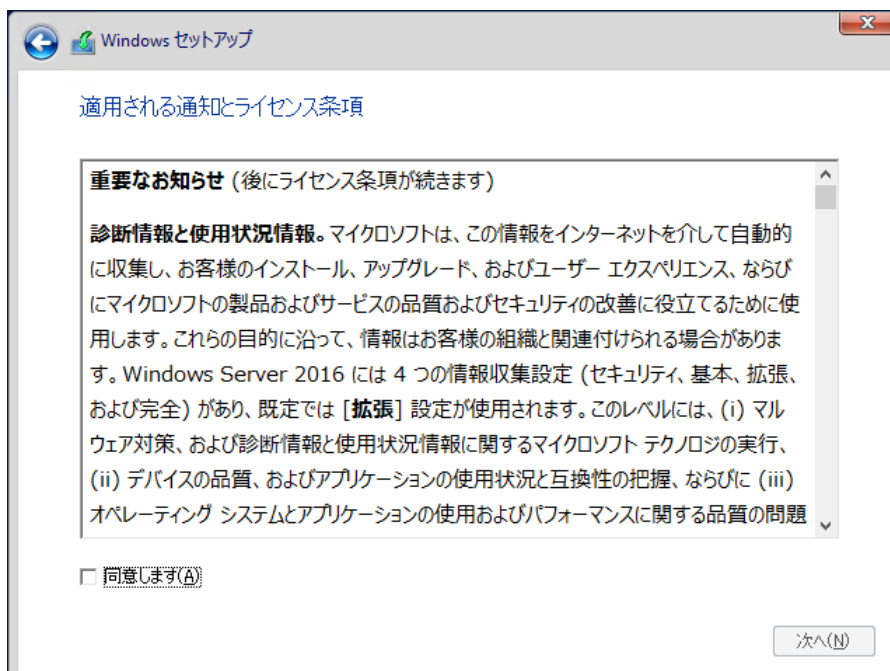 Windows セットアップ
適用される通知とライセンス条項
重要なお知らせ (後にライセンス条項が続きます)
診断情報と使用状況情報。マイクロソフトは、この情報をインターネットを介して自動的
に収集し、お客様のインストール、アップグレード、およびユーザー エクスペリエンス、ならび
にマイクロソフトの製品およびサービスの品質およびセキュリティの改善に役立てるために使
用します。これらの目的に沿って、情報はお客様の組織と関連付けられる場合がありま
す。Windows Server 2016 には 4 つの情報収集設定 (セキュリティ、基本、拡張、
および完全) があり、既定では [拡張] 設定が使用されます。このレベルには、(i) マル
ウェア対策、および診断情報と使用状況情報に関するマイクロソフト テクノロジの実行、
(ii) デバイスの品質、およびアプリケーションの使用状況と互換性の把握、ならびに (iii)
オペレーティング システムとアプリケーションの使用およびパフォーマンスに関する品質の問題
同意します(A)
次へ(N)